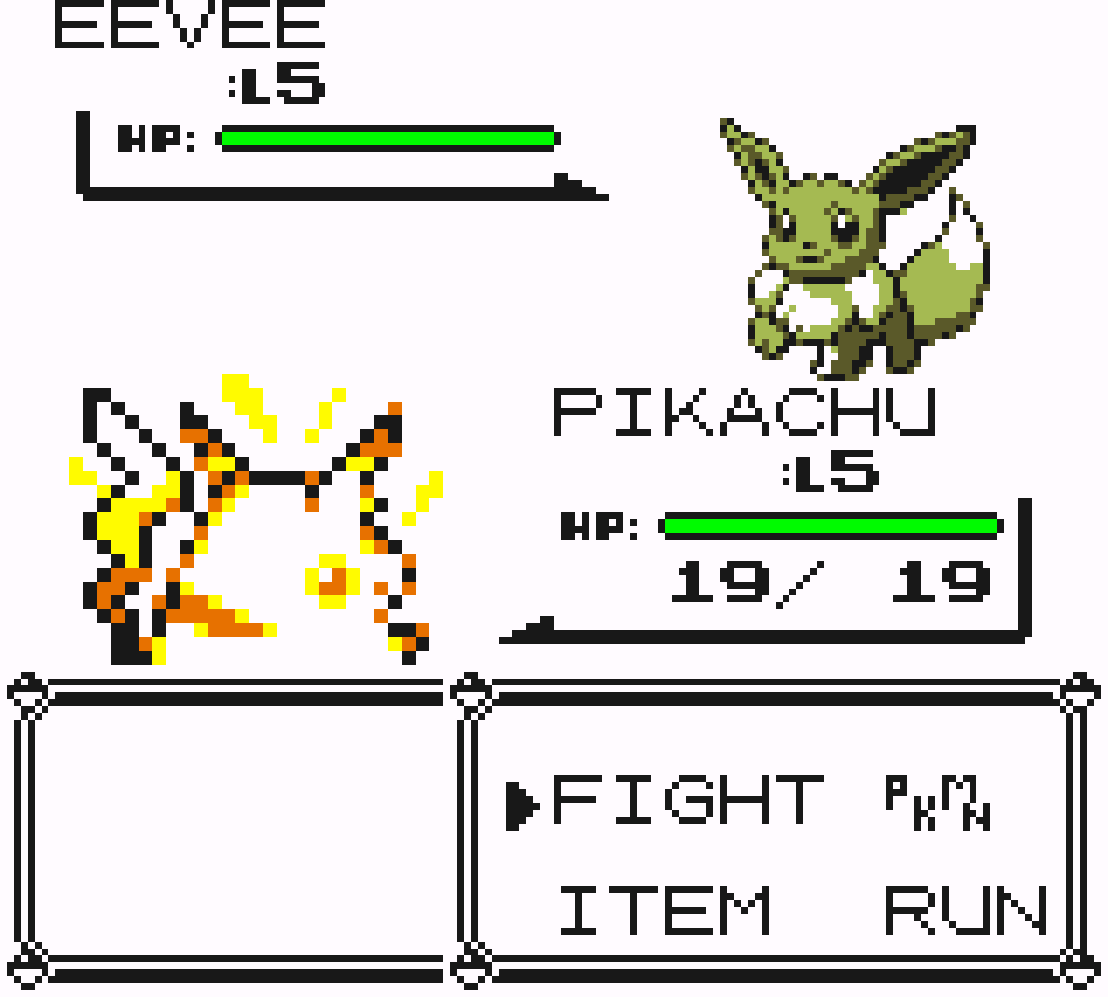 EEVEE
:L5
HP:
PIKACHU
:L5
HP:
19/ 19
FIGHT PKMN
ITEM RUN